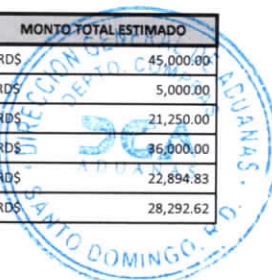 MONTO TOTAL ESTIMADO
RD$ 45,000.00
RD$ 5,000.00
RD$ 21,250.00
RD$ 36,000.00
RD$ 22,894.83
RD$ 28,292.62
DIRECCION GENERAL DE ADUANAS
DEPTO. COMPRAS
DGA
ADUANAS
SANTO DOMINGO, R. D.